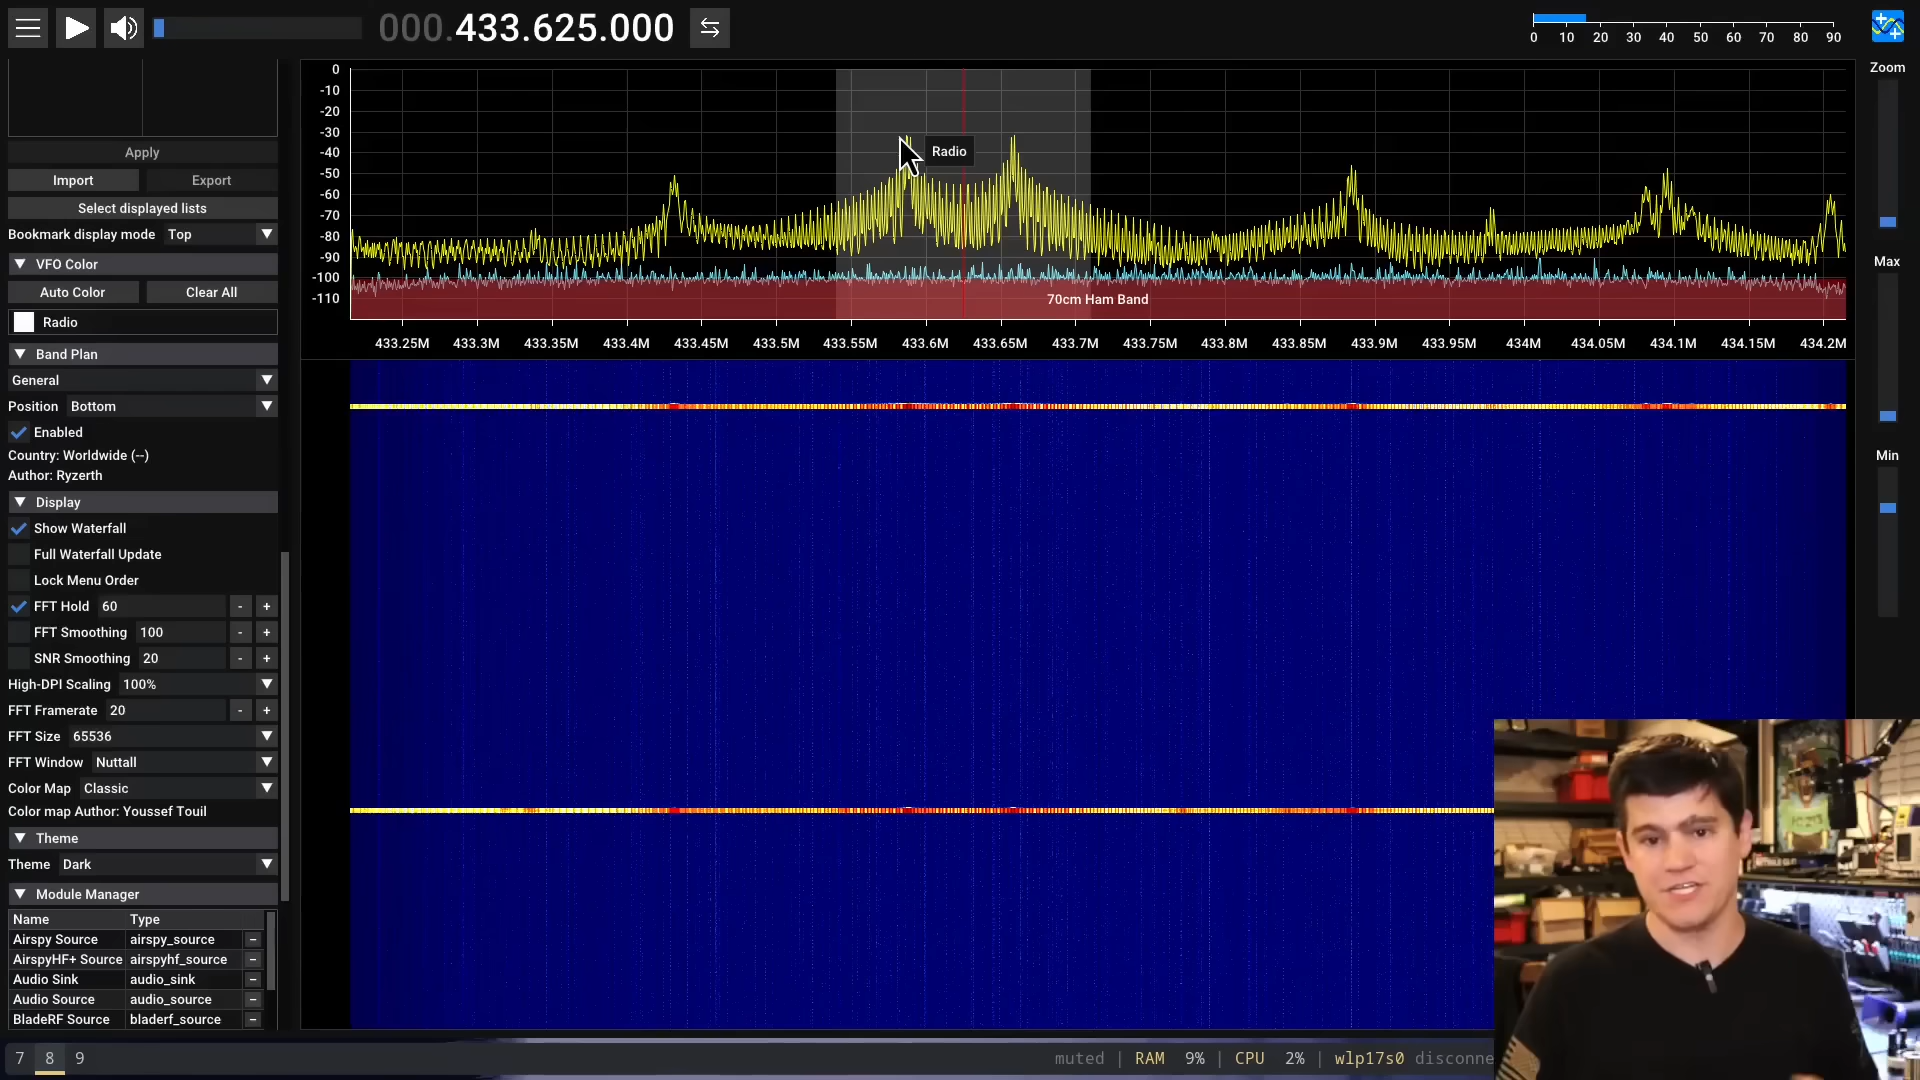 000.433.625.000
0 10 20 30 40 50 60 70 80 90
Apply
Import Export
Select displayed lists
Bookmark display mode Top
VFO Color
Auto Color Clear All
Radio
Band Plan
General
Position Bottom
Enabled
Country: Worldwide (--)
Author: Ryzerth
Display
Show Waterfall
Full Waterfall Update
Lock Menu Order
FFT Hold 60 - +
FFT Smoothing 100 - +
SNR Smoothing 20 - +
High-DPI Scaling 100%
FFT Framerate 20 - +
FFT Size 65536
FFT Window Nuttall
Color Map Classic
Color map Author: Youssef Touil
Theme
Theme Dark
Module Manager
Name Type
Airspy Source airspy_source -
AirspyHF+ Source airspyhf_source -
Audio Sink audio_sink -
Audio Source audio_source -
BladeRF Source bladerf_source -
0
-10
-20
-30
-40
-50
-60
-70
-80
-90
-100
-110
Radio
70cm Ham Band
433.25M 433.3M 433.35M 433.4M 433.45M 433.5M 433.55M 433.6M 433.65M 433.7M 433.75M 433.8M 433.85M 433.9M 433.95M 434M 434.05M 434.1M 434.15M 434.2M
Zoom
Max
Min
7 8 9
muted | RAM 9% | CPU 2% | wlp17s0 disconne